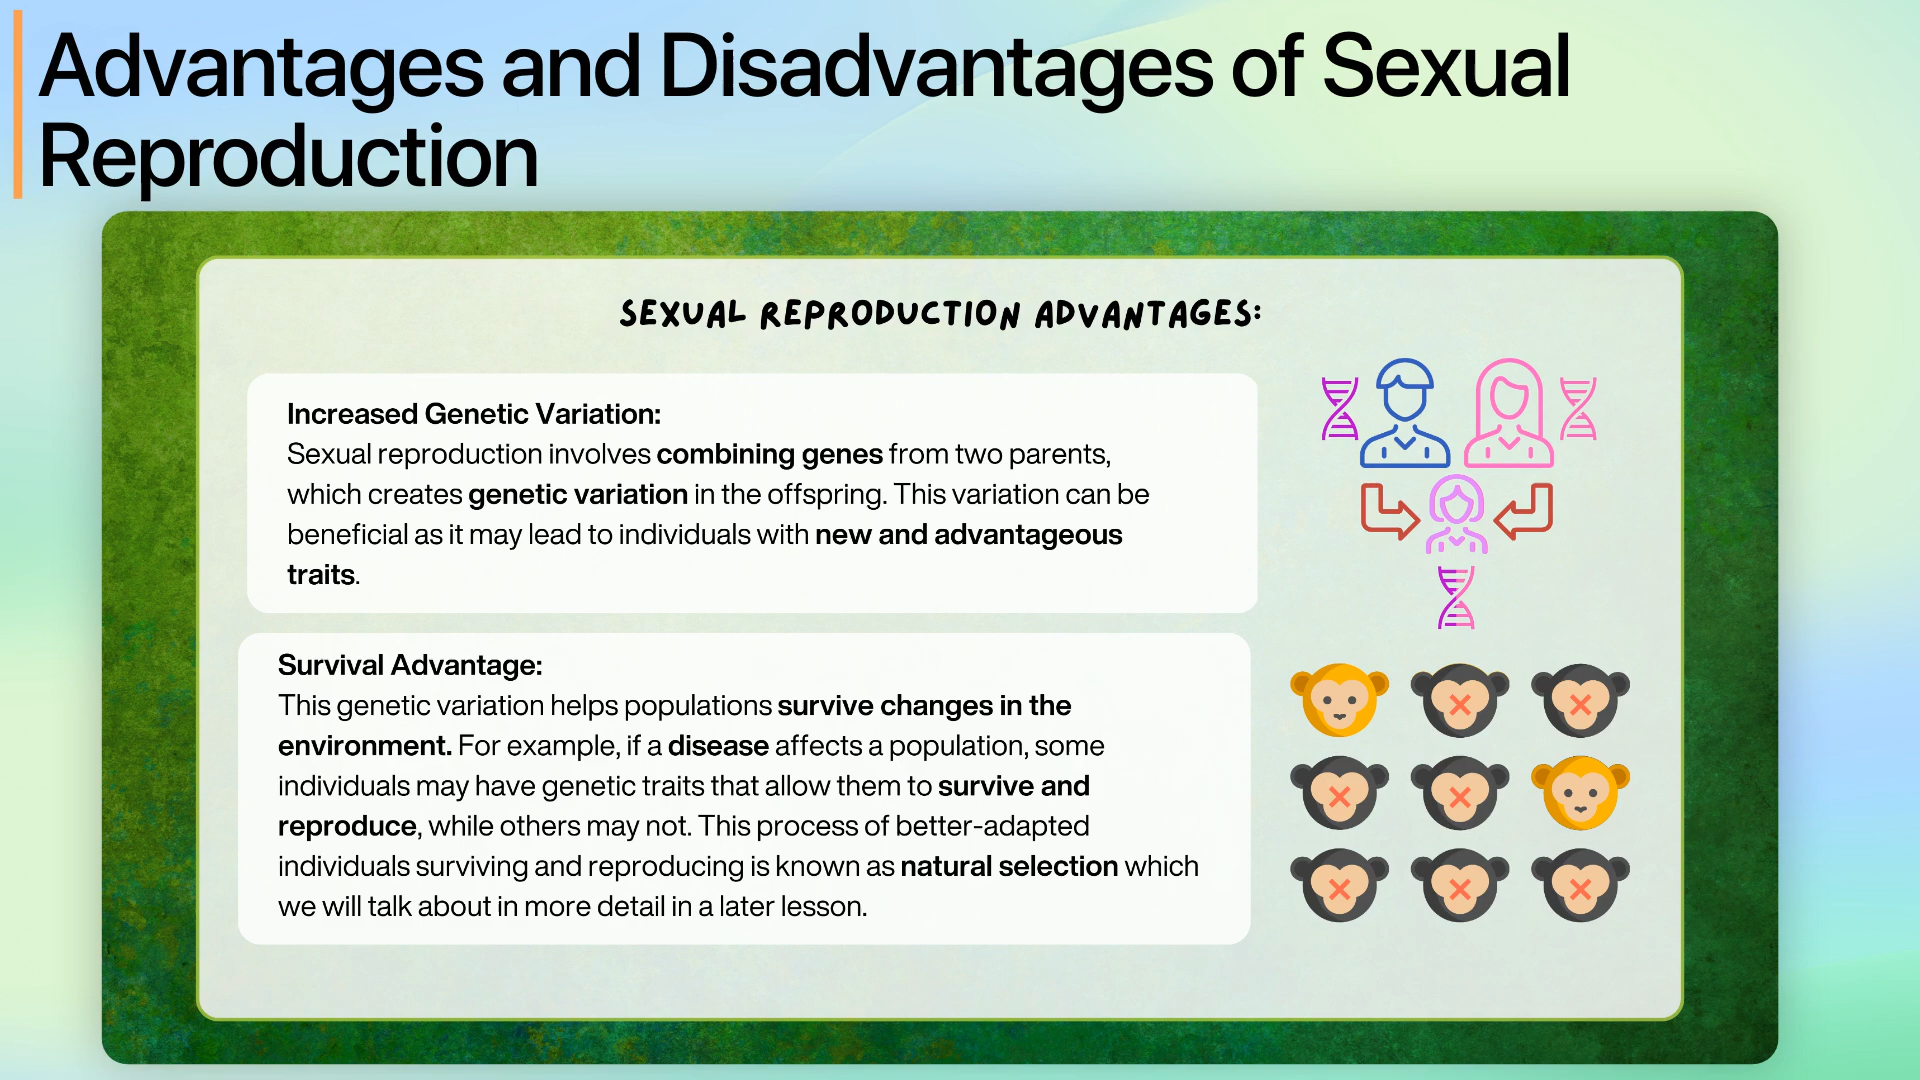 Advantages and Disadvantages of Sexual
Reproduction
SEXUAL REPRODUCTION ADVANTAGES:
Increased Genetic Variation:
Sexual reproduction involves combining genes from two parents,
which creates genetic variation in the offspring. This variation can be
beneficial as it may lead to individuals with new and advantageous
traits.
Survival Advantage:
This genetic variation helps populations survive changes in the
environment. For example, if a disease affects a population, some
individuals may have genetic traits that allow them to survive and
reproduce, while others may not. This process of better-adapted
individuals surviving and reproducing is known as natural selection which
we will talk about in more detail in a later lesson.